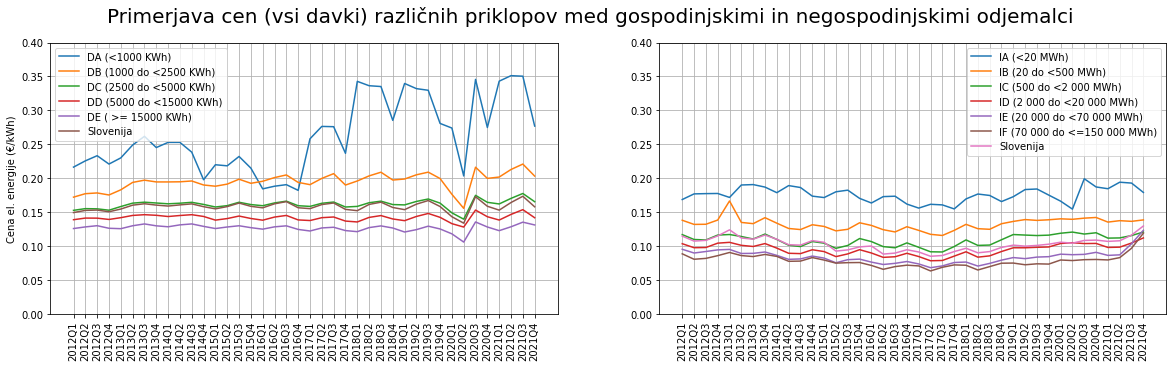 Primerjava cen (vsi davki) različnih priklopov med gospodinjskimi in negospodinjskimi odjemalci
Cena el. energije (€/kWh)
0.40
0.35
0.30
0.25
0.20
0.15
0.10
0.05
0.00
DA (<1000 KWh)
DB (1000 do <2500 KWh)
DC (2500 do <5000 KWh)
DD (5000 do <15000 KWh)
DE ( >= 15000 KWh)
Slovenija
2012Q1
2012Q2
2012Q3
2012Q4
2013Q1
2013Q2
2013Q3
2013Q4
2014Q1
2014Q2
2014Q3
2014Q4
2015Q1
2015Q2
2015Q3
2015Q4
2016Q1
2016Q2
2016Q3
2016Q4
2017Q1
2017Q2
2017Q3
2017Q4
2018Q1
2018Q2
2018Q3
2018Q4
2019Q1
2019Q2
2019Q3
2019Q4
2020Q1
2020Q2
2020Q3
2020Q4
2021Q1
2021Q2
2021Q3
2021Q4
0.40
0.35
0.30
0.25
0.20
0.15
0.10
0.05
0.00
IA (<20 MWh)
IB (20 do <500 MWh)
IC (500 do <2 000 MWh)
ID (2 000 do <20 000 MWh)
IE (20 000 do <70 000 MWh)
IF (70 000 do <=150 000 MWh)
Slovenija
2012Q1
2012Q2
2012Q3
2012Q4
2013Q1
2013Q2
2013Q3
2013Q4
2014Q1
2014Q2
2014Q3
2014Q4
2015Q1
2015Q2
2015Q3
2015Q4
2016Q1
2016Q2
2016Q3
2016Q4
2017Q1
2017Q2
2017Q3
2017Q4
2018Q1
2018Q2
2018Q3
2018Q4
2019Q1
2019Q2
2019Q3
2019Q4
2020Q1
2020Q2
2020Q3
2020Q4
2021Q1
2021Q2
2021Q3
2021Q4